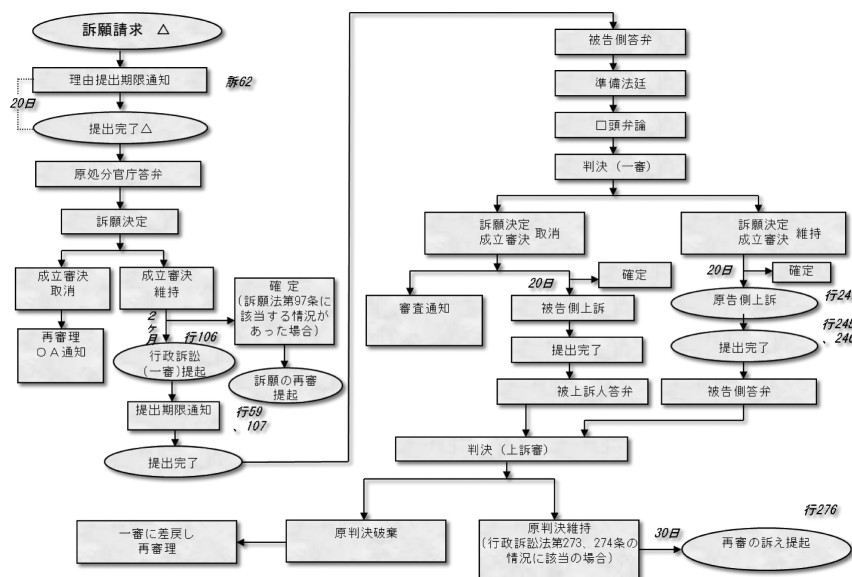 訴願請求 △
理由提出期限通知
訴62
20日
提出完了△
原処分官庁答弁
訴願決定
成立審決
取消
成立審決
維持
再審理
OA通知
2ヶ月
行106
確 定
(訴願法第97条に
該当する情況が
あった場合)
行政訴訟
(一審)提起
訴願の再審
提起
提出期限通知
行59
、107
提出完了
被告側答弁
準備法廷
口頭弁論
判決(一審)
訴願決定
成立審決 取消
訴願決定
成立審決 維持
審査通知
20日
確定
被告側上訴
提出完了
被上訴人答弁
20日
確定
原告側上訴
行24
行245
、246
提出完了
被告側答弁
判決(上訴審)
一審に差戻し
再審理
原判決破棄
原判決維持
(行政訴訟法第273、274条の
情況に該当の場合)
30日
行276
再審の訴え提起